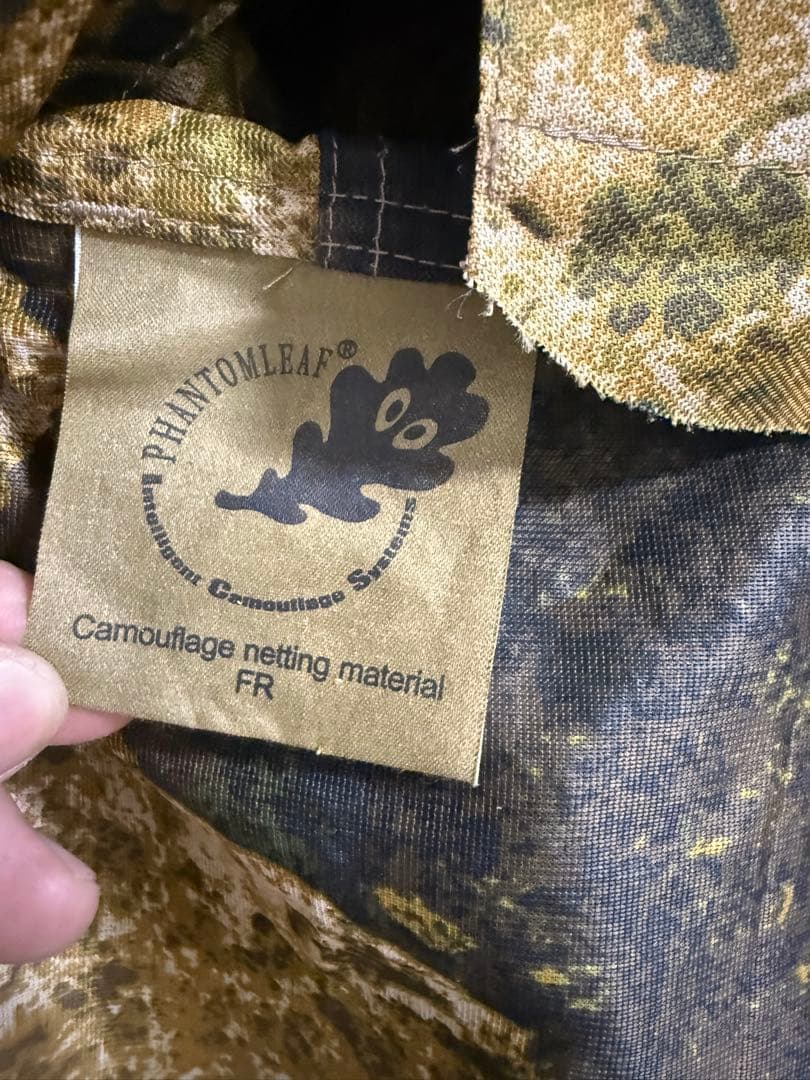 PHANTOMLEAF®
Intelligent Camouflage Systems
Camouflage netting material
FR